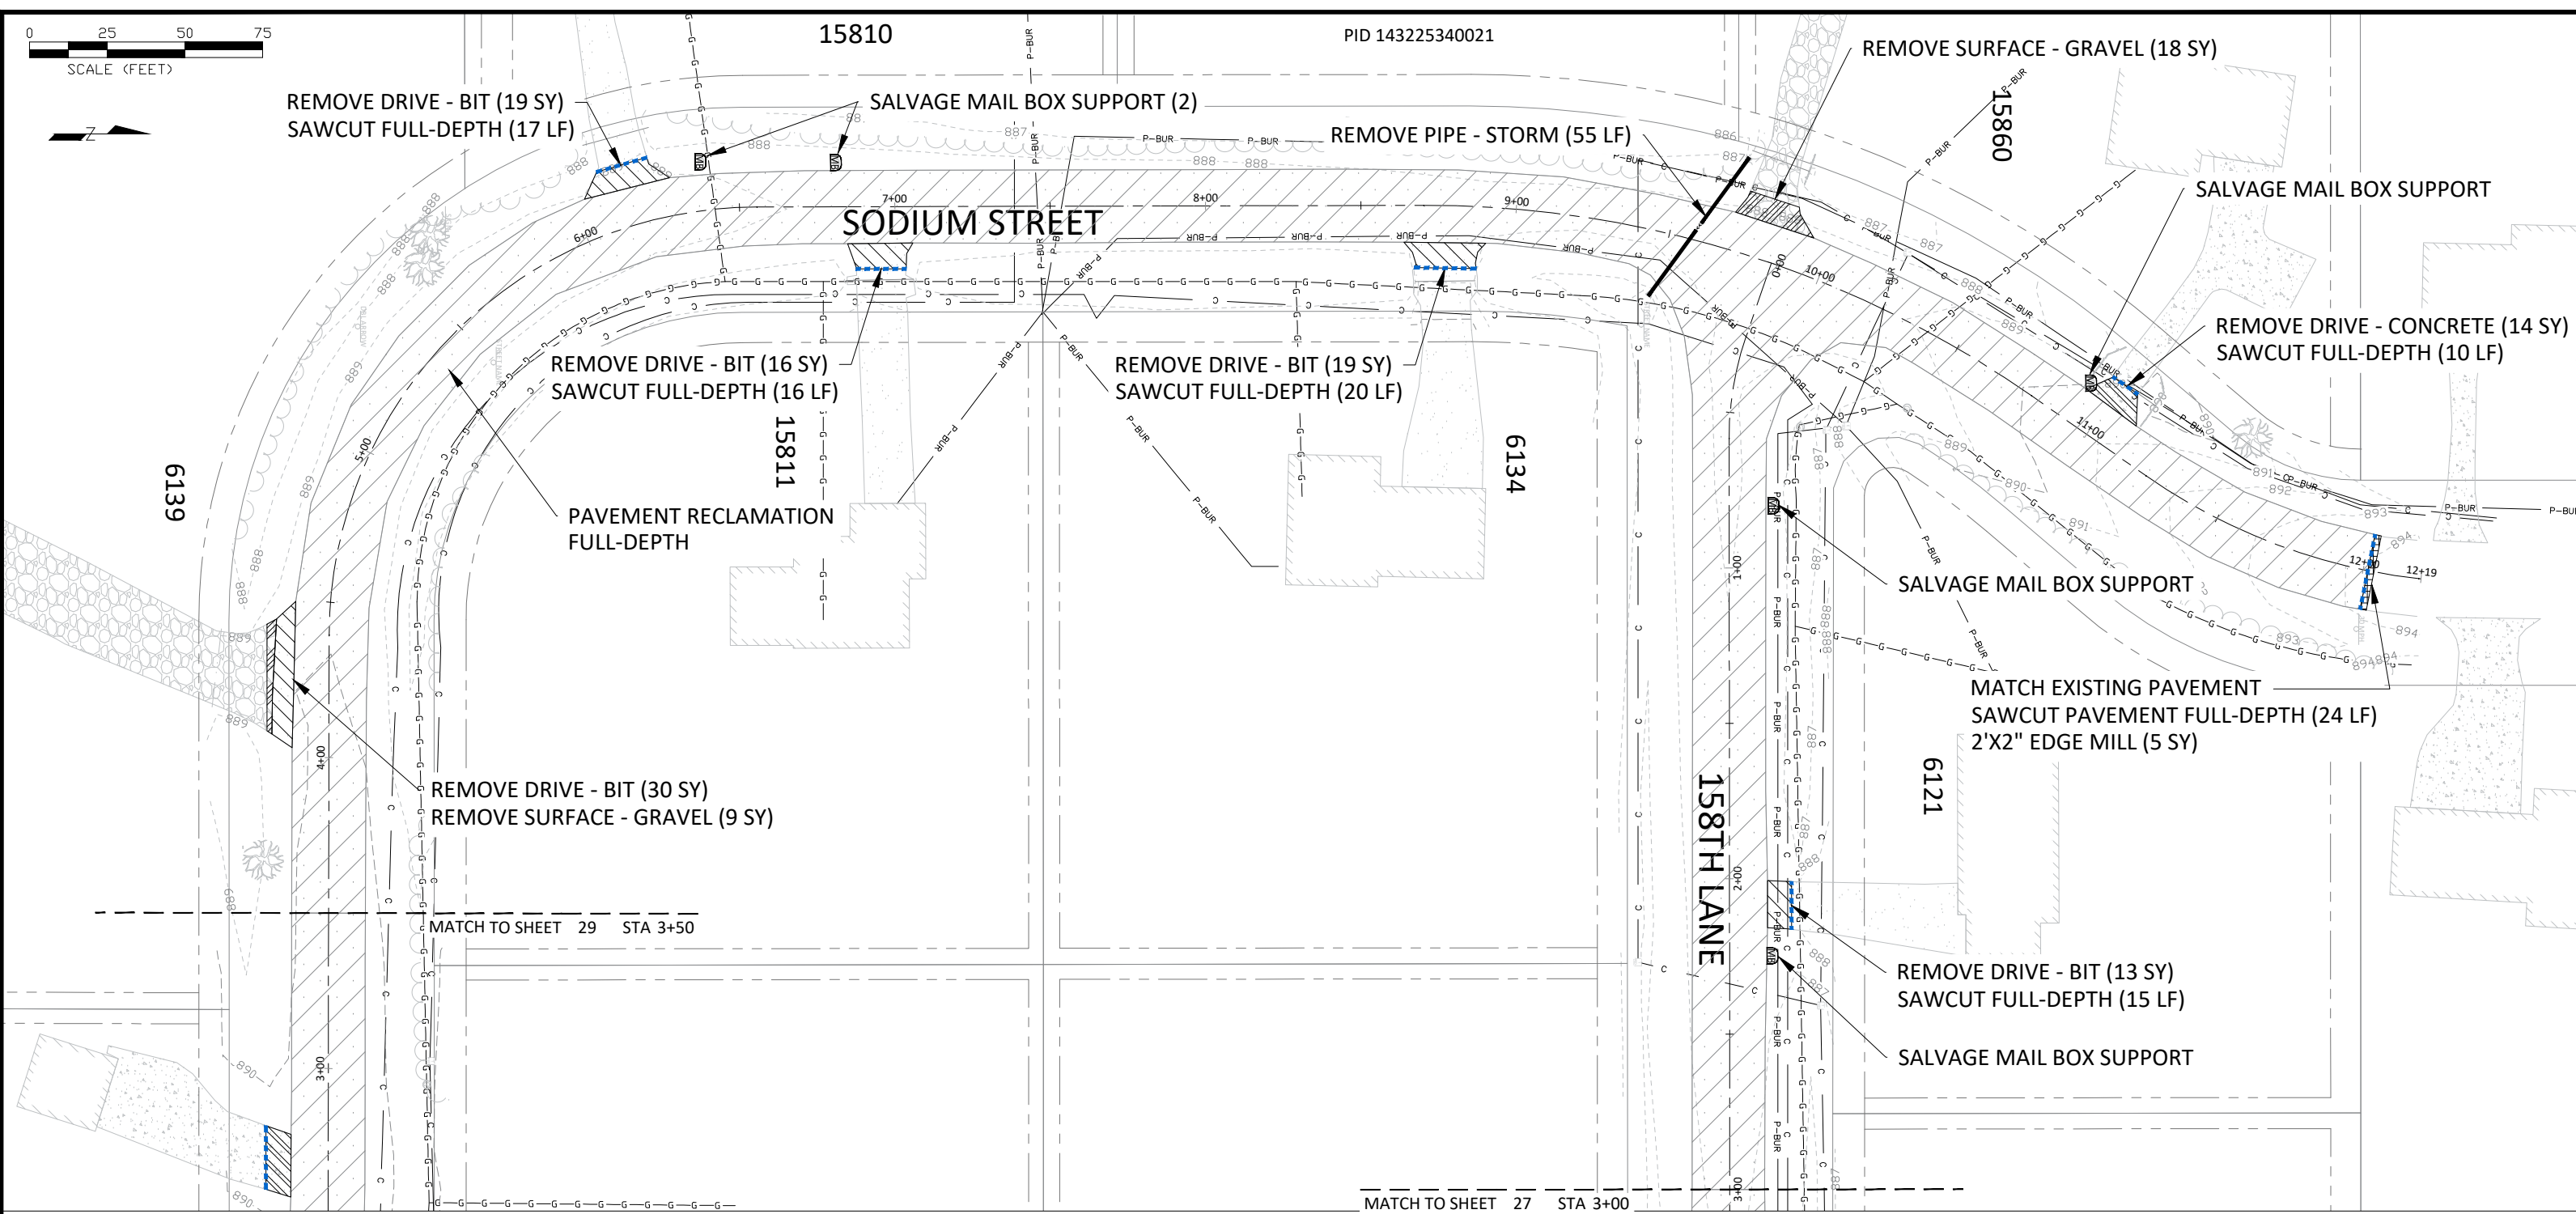 0 25 50 75
SCALE (FEET)
Z
15810
PID 143225340021
REMOVE SURFACE - GRAVEL (18 SY)
REMOVE DRIVE - BIT (19 SY)
SAWCUT FULL-DEPTH (17 LF)
SALVAGE MAIL BOX SUPPORT (2)
REMOVE PIPE - STORM (55 LF)
15860
SALVAGE MAIL BOX SUPPORT
SODIUM STREET
6+00
7+00
8+00
9+00
0+00
10+00
11+00
REMOVE DRIVE - CONCRETE (14 SY)
SAWCUT FULL-DEPTH (10 LF)
REMOVE DRIVE - BIT (16 SY)
SAWCUT FULL-DEPTH (16 LF)
REMOVE DRIVE - BIT (19 SY)
SAWCUT FULL-DEPTH (20 LF)
5+00
6139
15811
6134
PAVEMENT RECLAMATION
FULL-DEPTH
1+00
SALVAGE MAIL BOX SUPPORT
12+19
MATCH EXISTING PAVEMENT
SAWCUT PAVEMENT FULL-DEPTH (24 LF)
2'X2" EDGE MILL (5 SY)
4+00
REMOVE DRIVE - BIT (30 SY)
REMOVE SURFACE - GRAVEL (9 SY)
158TH LANE
6121
2+00
MATCH TO SHEET 29 STA 3+50
REMOVE DRIVE - BIT (13 SY)
SAWCUT FULL-DEPTH (15 LF)
SALVAGE MAIL BOX SUPPORT
3+00
3+00
MATCH TO SHEET 27 STA 3+00